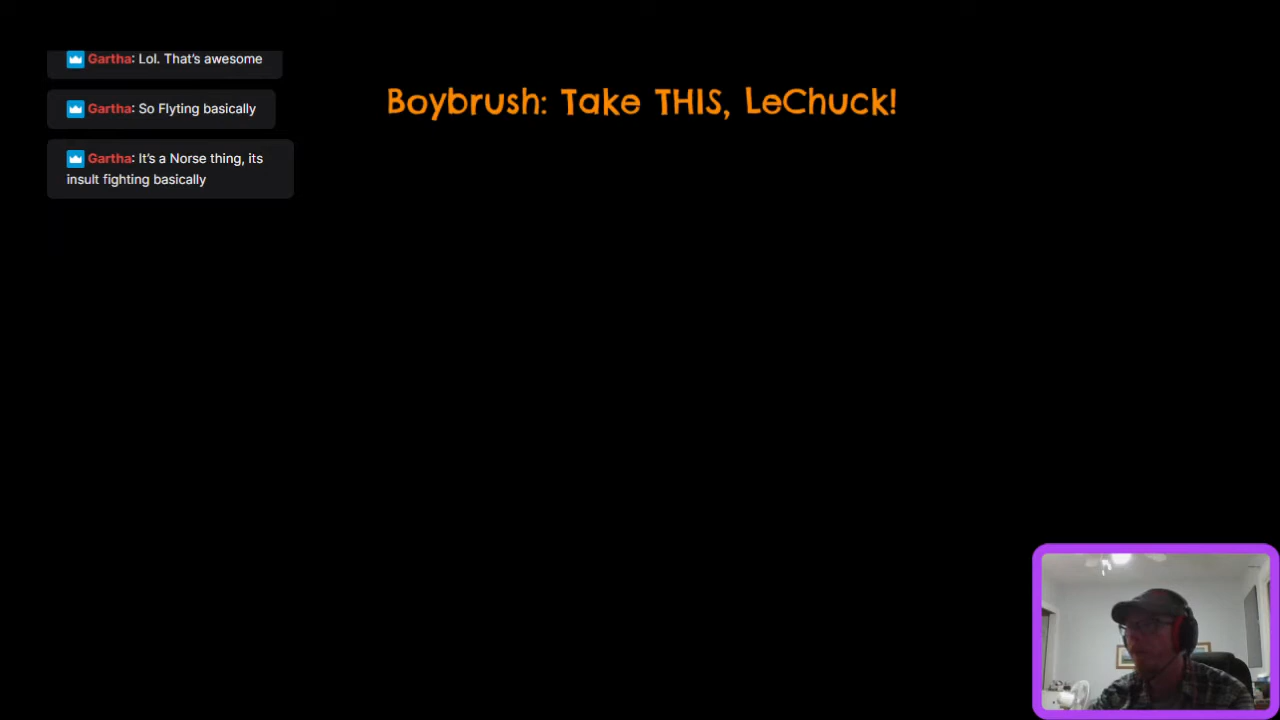 Gartha: Lol. That's awesome
Boybrush: Take THIS, LeChuck!
Gartha: So Flyting basically
Gartha: It's a Norse thing, its
insult fighting basically